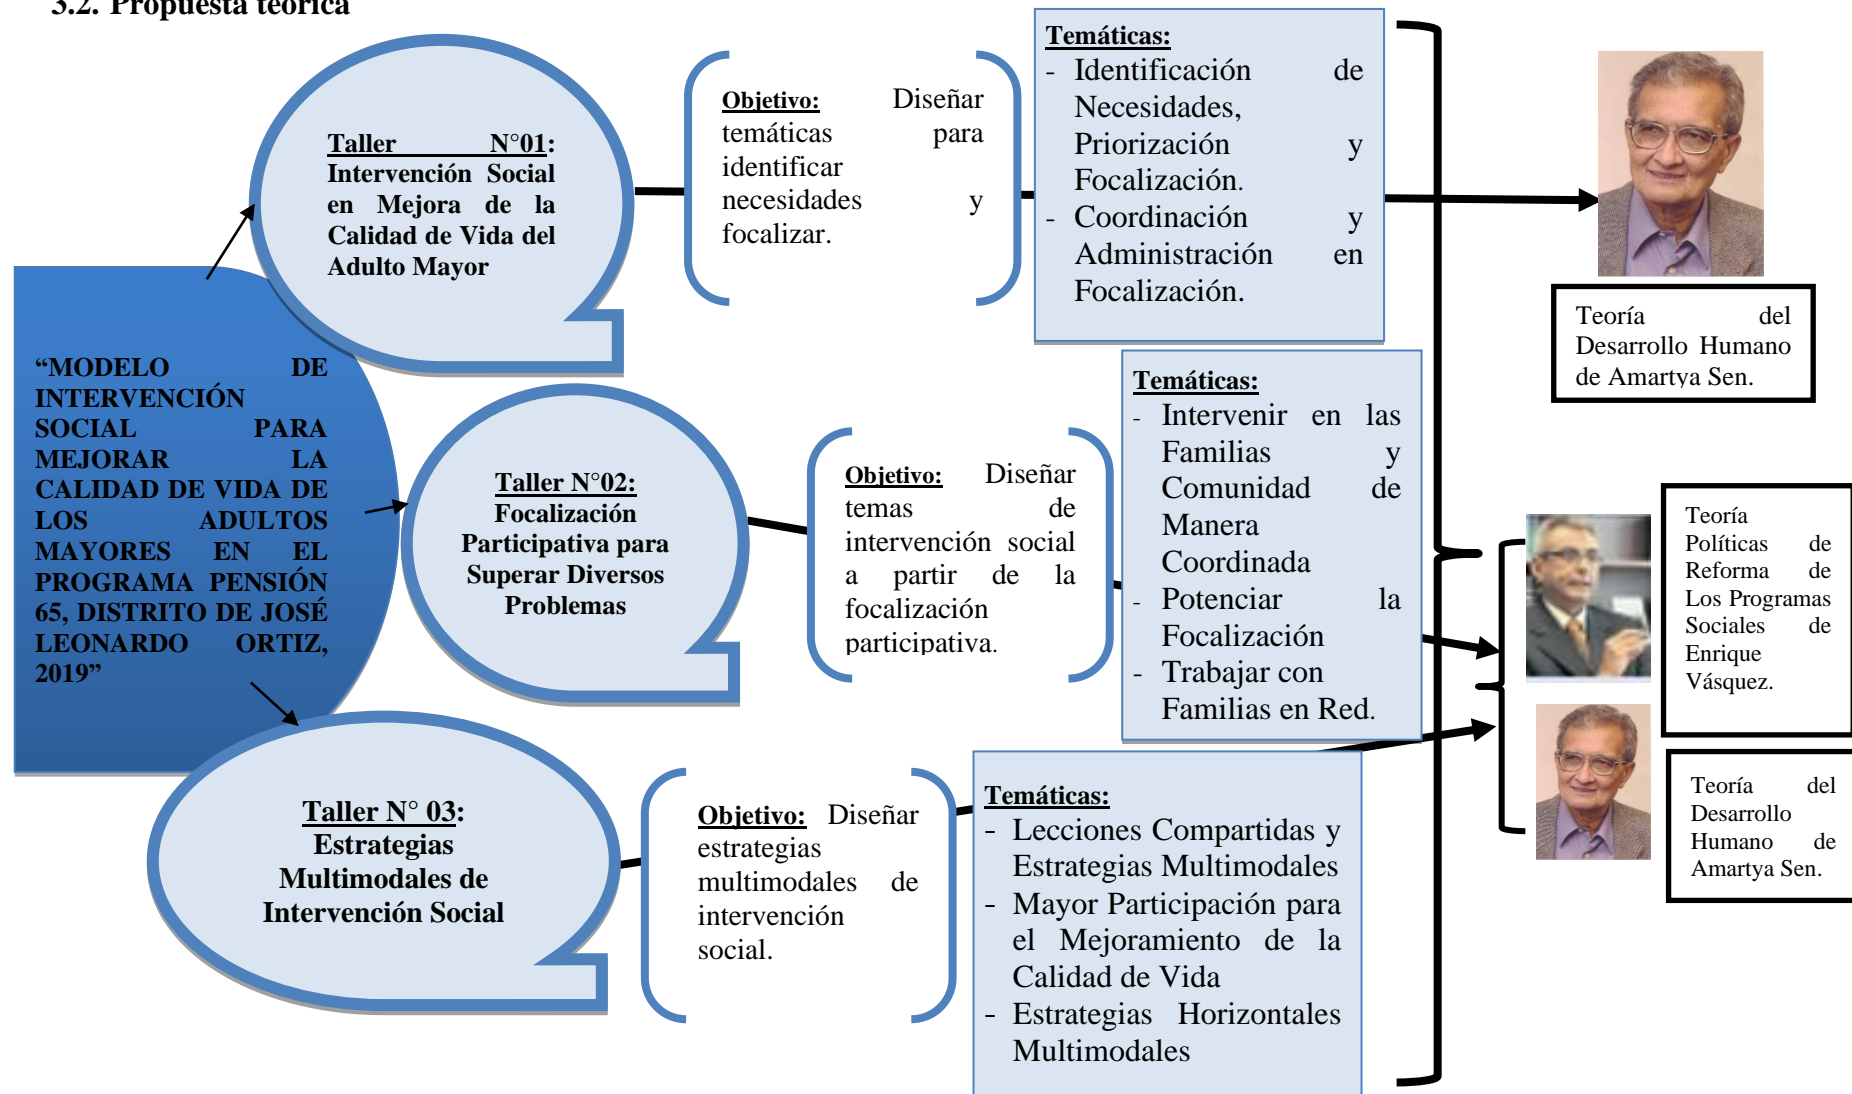 3.2. Propuesta teórica
“MODELO DE
INTERVENCIÓN
SOCIAL PARA
MEJORAR LA
CALIDAD DE VIDA DE
LOS ADULTOS
MAYORES EN EL
PROGRAMA PENSIÓN
65, DISTRITO DE JOSÉ
LEONARDO ORTIZ,
2019”
Taller N°01:
Intervención Social
en Mejora de la
Calidad de Vida del
Adulto Mayor
Objetivo: Diseñar
temáticas para
identificar
necesidades y
focalizar.
Temáticas:
- Identificación de
Necesidades,
Priorización y
Focalización.
- Coordinación y
Administración en
Focalización.
Teoría del
Desarrollo Humano
de Amartya Sen.
Taller N°02:
Focalización
Participativa para
Superar Diversos
Problemas
Objetivo: Diseñar
temas de
intervención social
a partir de la
focalización
participativa.
Temáticas:
- Intervenir en las
Familias y
Comunidad de
Manera
Coordinada
- Potenciar la
Focalización
- Trabajar con
Familias en Red.
Teoría
Políticas de
Reforma de
Los Programas
Sociales de
Enrique
Vásquez.
Taller N° 03:
Estrategias
Multimodales de
Intervención Social
Objetivo: Diseñar
estrategias
multimodales de
intervención
social.
Temáticas:
- Lecciones Compartidas y
Estrategias Multimodales
- Mayor Participación para
el Mejoramiento de la
Calidad de Vida
- Estrategias Horizontales
Multimodales
Teoría del
Desarrollo
Humano de
Amartya Sen.